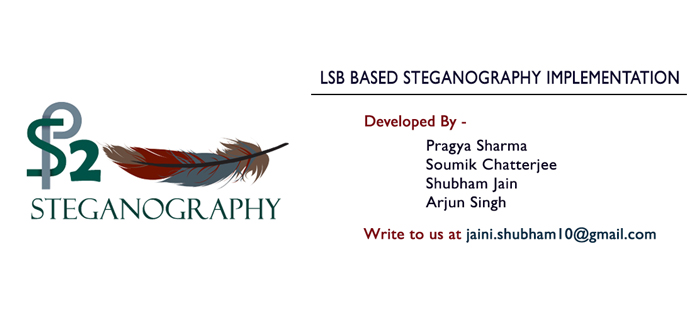 SP2
STEGANOGRAPHY
LSB BASED STEGANOGRAPHY IMPLEMENTATION
Developed By -
Pragya Sharma
Soumik Chatterjee
Shubham Jain
Arjun Singh
Write to us at jaini.shubham10@gmail.com